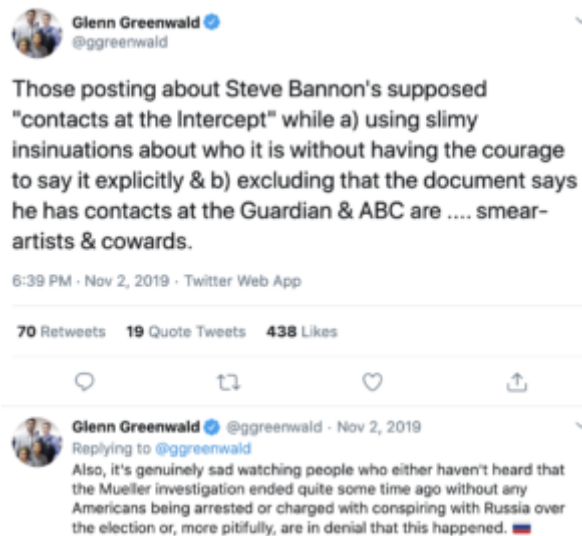 Glenn Greenwald
@ggreenwald
Those posting about Steve Bannon's supposed
"contacts at the Intercept" while a) using slimy
insinuations about who it is without having the courage
to say it explicitly & b) excluding that the document says
he has contacts at the Guardian & ABC are .... smear-
artists & cowards.
6:39 PM · Nov 2, 2019 · Twitter Web App
70 Retweets 19 Quote Tweets 438 Likes
Glenn Greenwald @ggreenwald · Nov 2, 2019
Replying to @ggreenwald
Also, it's genuinely sad watching people who either haven't heard that
the Mueller investigation ended quite some time ago without any
Americans being arrested or charged with conspiring with Russia over
the election or, more pitifully, are in denial that this happened. 🇷🇺